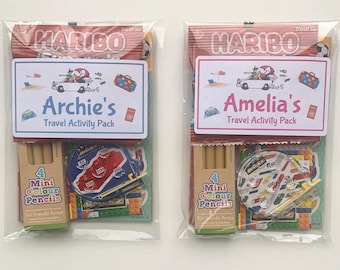 HARIBO
Archie's
Travel Activity Pack
4
Mini
Colour
Pencils
HARIBO
Amelia's
Travel Activity Pack
4
Mini
Colour
Pencils